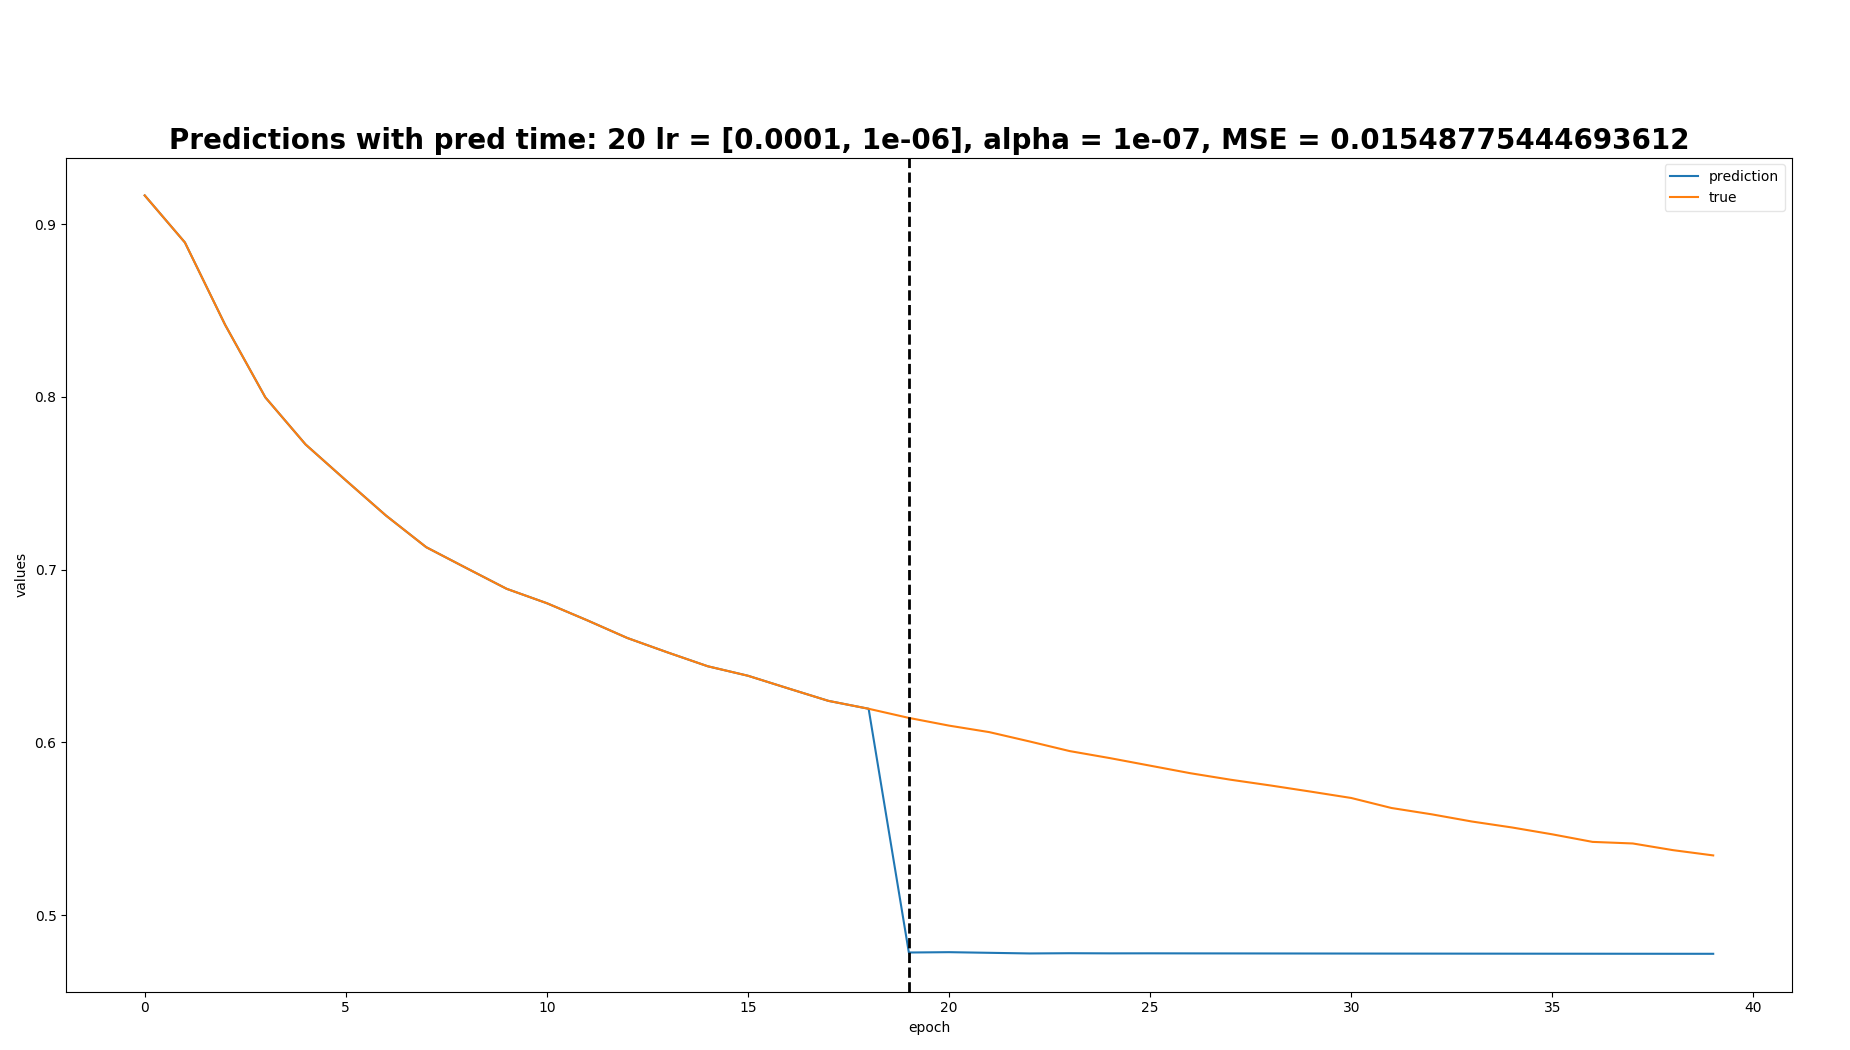 Predictions with pred time: 20 lr = [0.0001, 1e-06], alpha = 1e-07, MSE = 0.01548775444693612
prediction
true
0.9
0.8
0.7
0.6
0.5
values
0 5 10 15 20 25 30 35 40
epoch